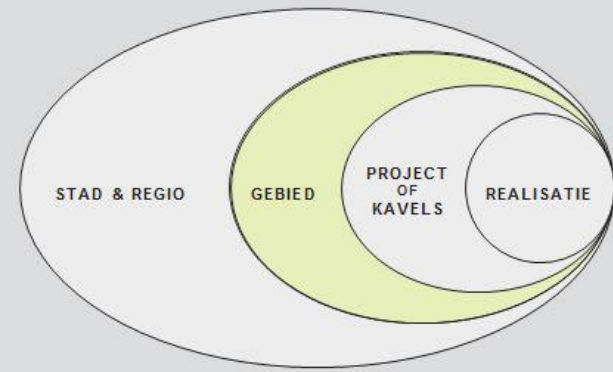 STAD & REGIO
GEBIED
PROJECT
OF
KAVELS
REALISATIE